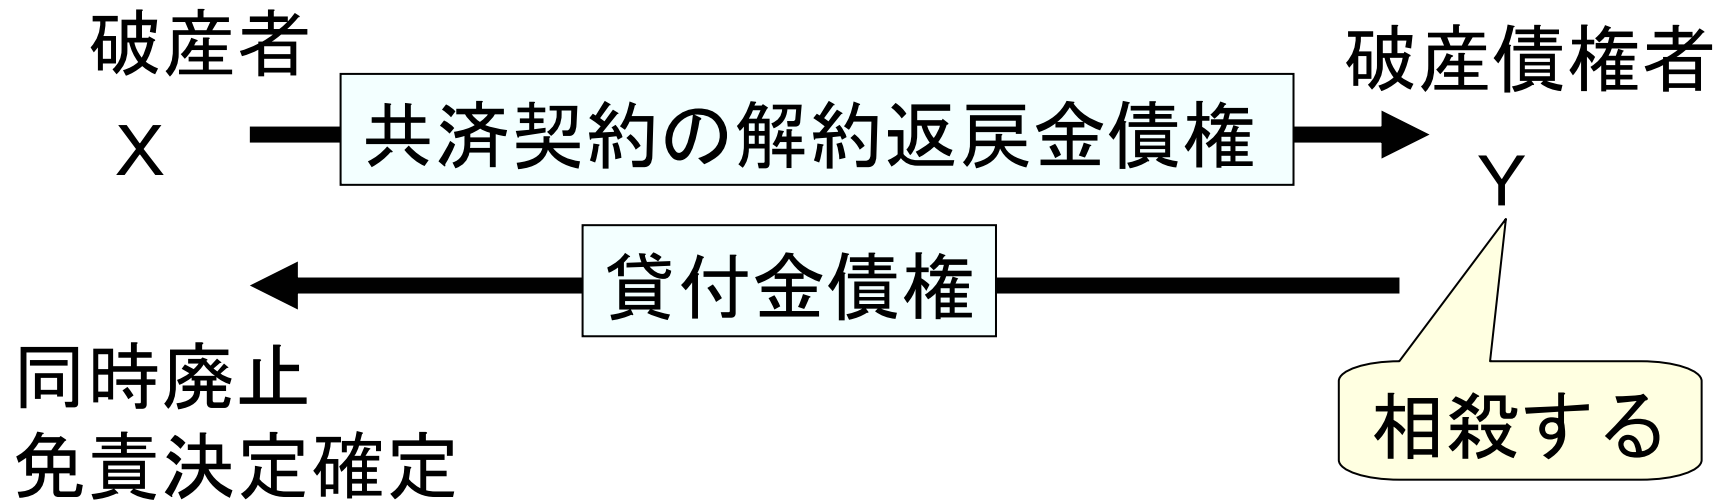 破産者
X
共済契約の解約返戻金債権
破産債権者
Y
貸付金債権
同時廃止
免責決定確定
相殺する